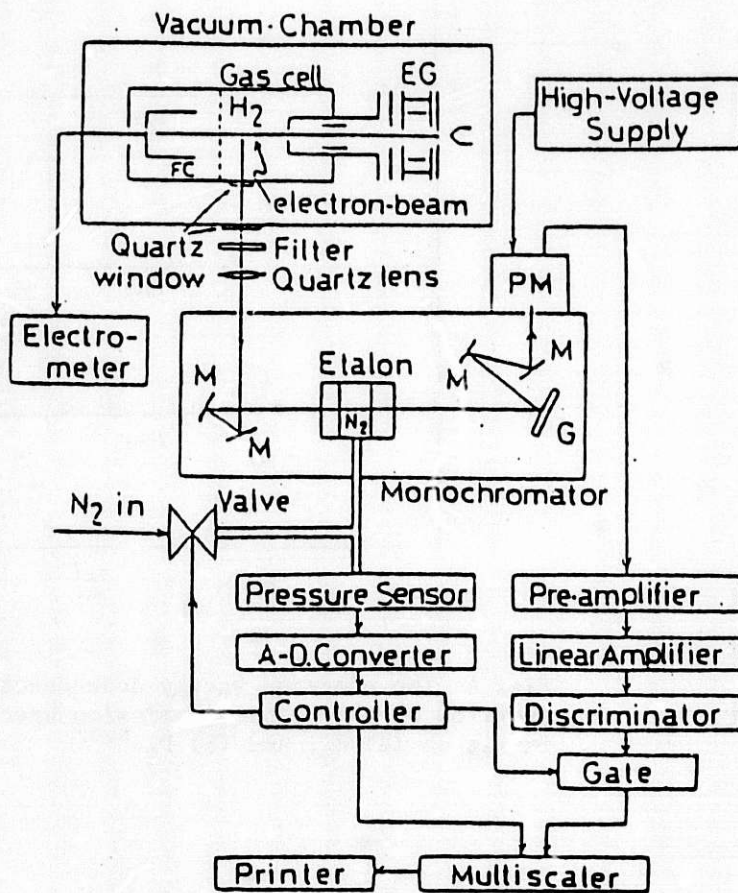 Vacuum·Chamber
Gas cell
EG
H2
C
FC
electron-beam
High-Voltage
Supply
Quartz
window
Filter
Quartz lens
PM
Electro-
meter
M
M
Etalon
N2
M
M
G
Monochromator
N2 in
Valve
Pressure Sensor
Pre-amplifier
A-D.Converter
Linear Amplifier
Controller
Discriminator
Gate
Printer
Multiscaler